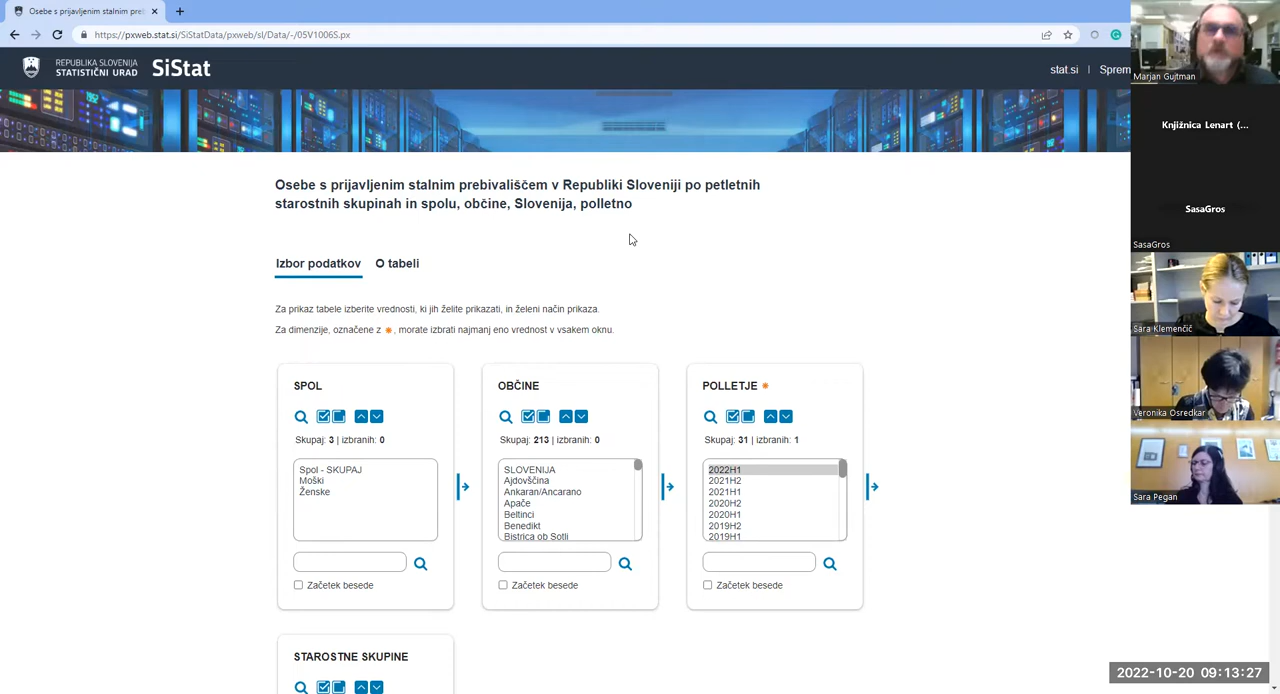 Osebe s prijavljenim stalnim preb
https://pxweb.stat.si/SiStatData/pxweb/sl/Data/-/05V1006S.px
REPUBLIKA SLOVENIJA
STATISTIČNI URAD
SiStat
stat.si | Sprem
Osebe s prijavljenim stalnim prebivališčem v Republiki Sloveniji po petletnih
starostnih skupinah in spolu, občine, Slovenija, polletno
Izbor podatkov
O tabeli
Za prikaz tabele izberite vrednosti, ki jih želite prikazati, in želeni način prikaza.
Za dimenzije, označene z *, morate izbrati najmanj eno vrednost v vsakem oknu.
SPOL
Skupaj: 3 | izbranih: 0
Spol - SKUPAJ
Moški
Ženske
Začetek besede
OBČINE
Skupaj: 213 | izbranih: 0
SLOVENIJA
Ajdovščina
Ankaran/Ancarano
Apače
Beltinci
Benedikt
Bistrica ob Sotli
Začetek besede
POLLETJE *
Skupaj: 31 | izbranih: 1
2022H1
2021H2
2021H1
2020H2
2020H1
2019H2
2019H1
Začetek besede
STAROSTNE SKUPINE
Marjan Gujtman
Knjižnica Lenart (...
SasaGros
SasaGros
Sara Klemenčič
Veronika Osredkar
Sara Pegan
2022-10-20 09:13:27